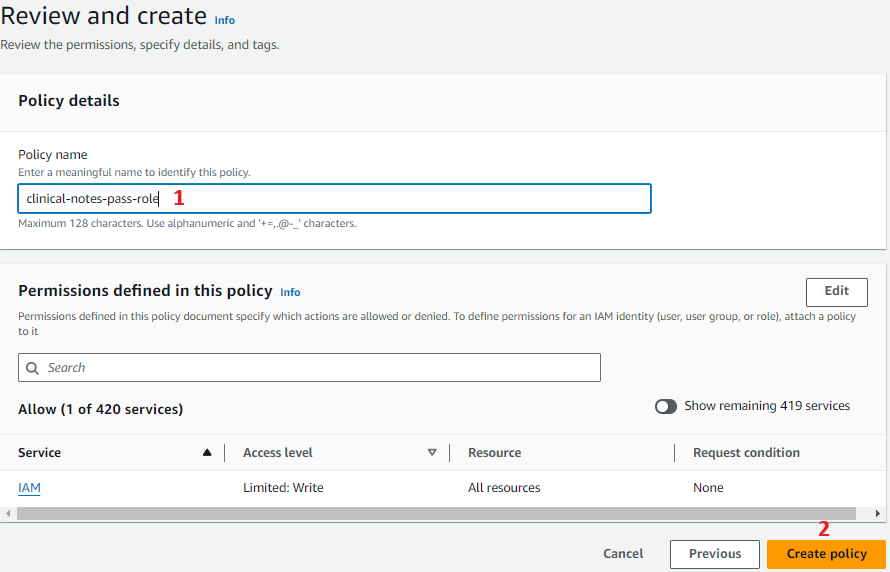 Review and create Info
Review the permissions, specify details, and tags.
Policy details
Policy name
Enter a meaningful name to identify this policy.
clinical-notes-pass-role 1
Maximum 128 characters. Use alphanumeric and '+=,.@-_' characters.
Permissions defined in this policy Info
Edit
Permissions defined in this policy document specify which actions are allowed or denied. To define permissions for an IAM identity (user, user group, or role), attach a policy
to it
Search
Allow (1 of 420 services)
Show remaining 419 services
Service Access level Resource Request condition
IAM Limited: Write All resources None
2
Cancel Previous Create policy